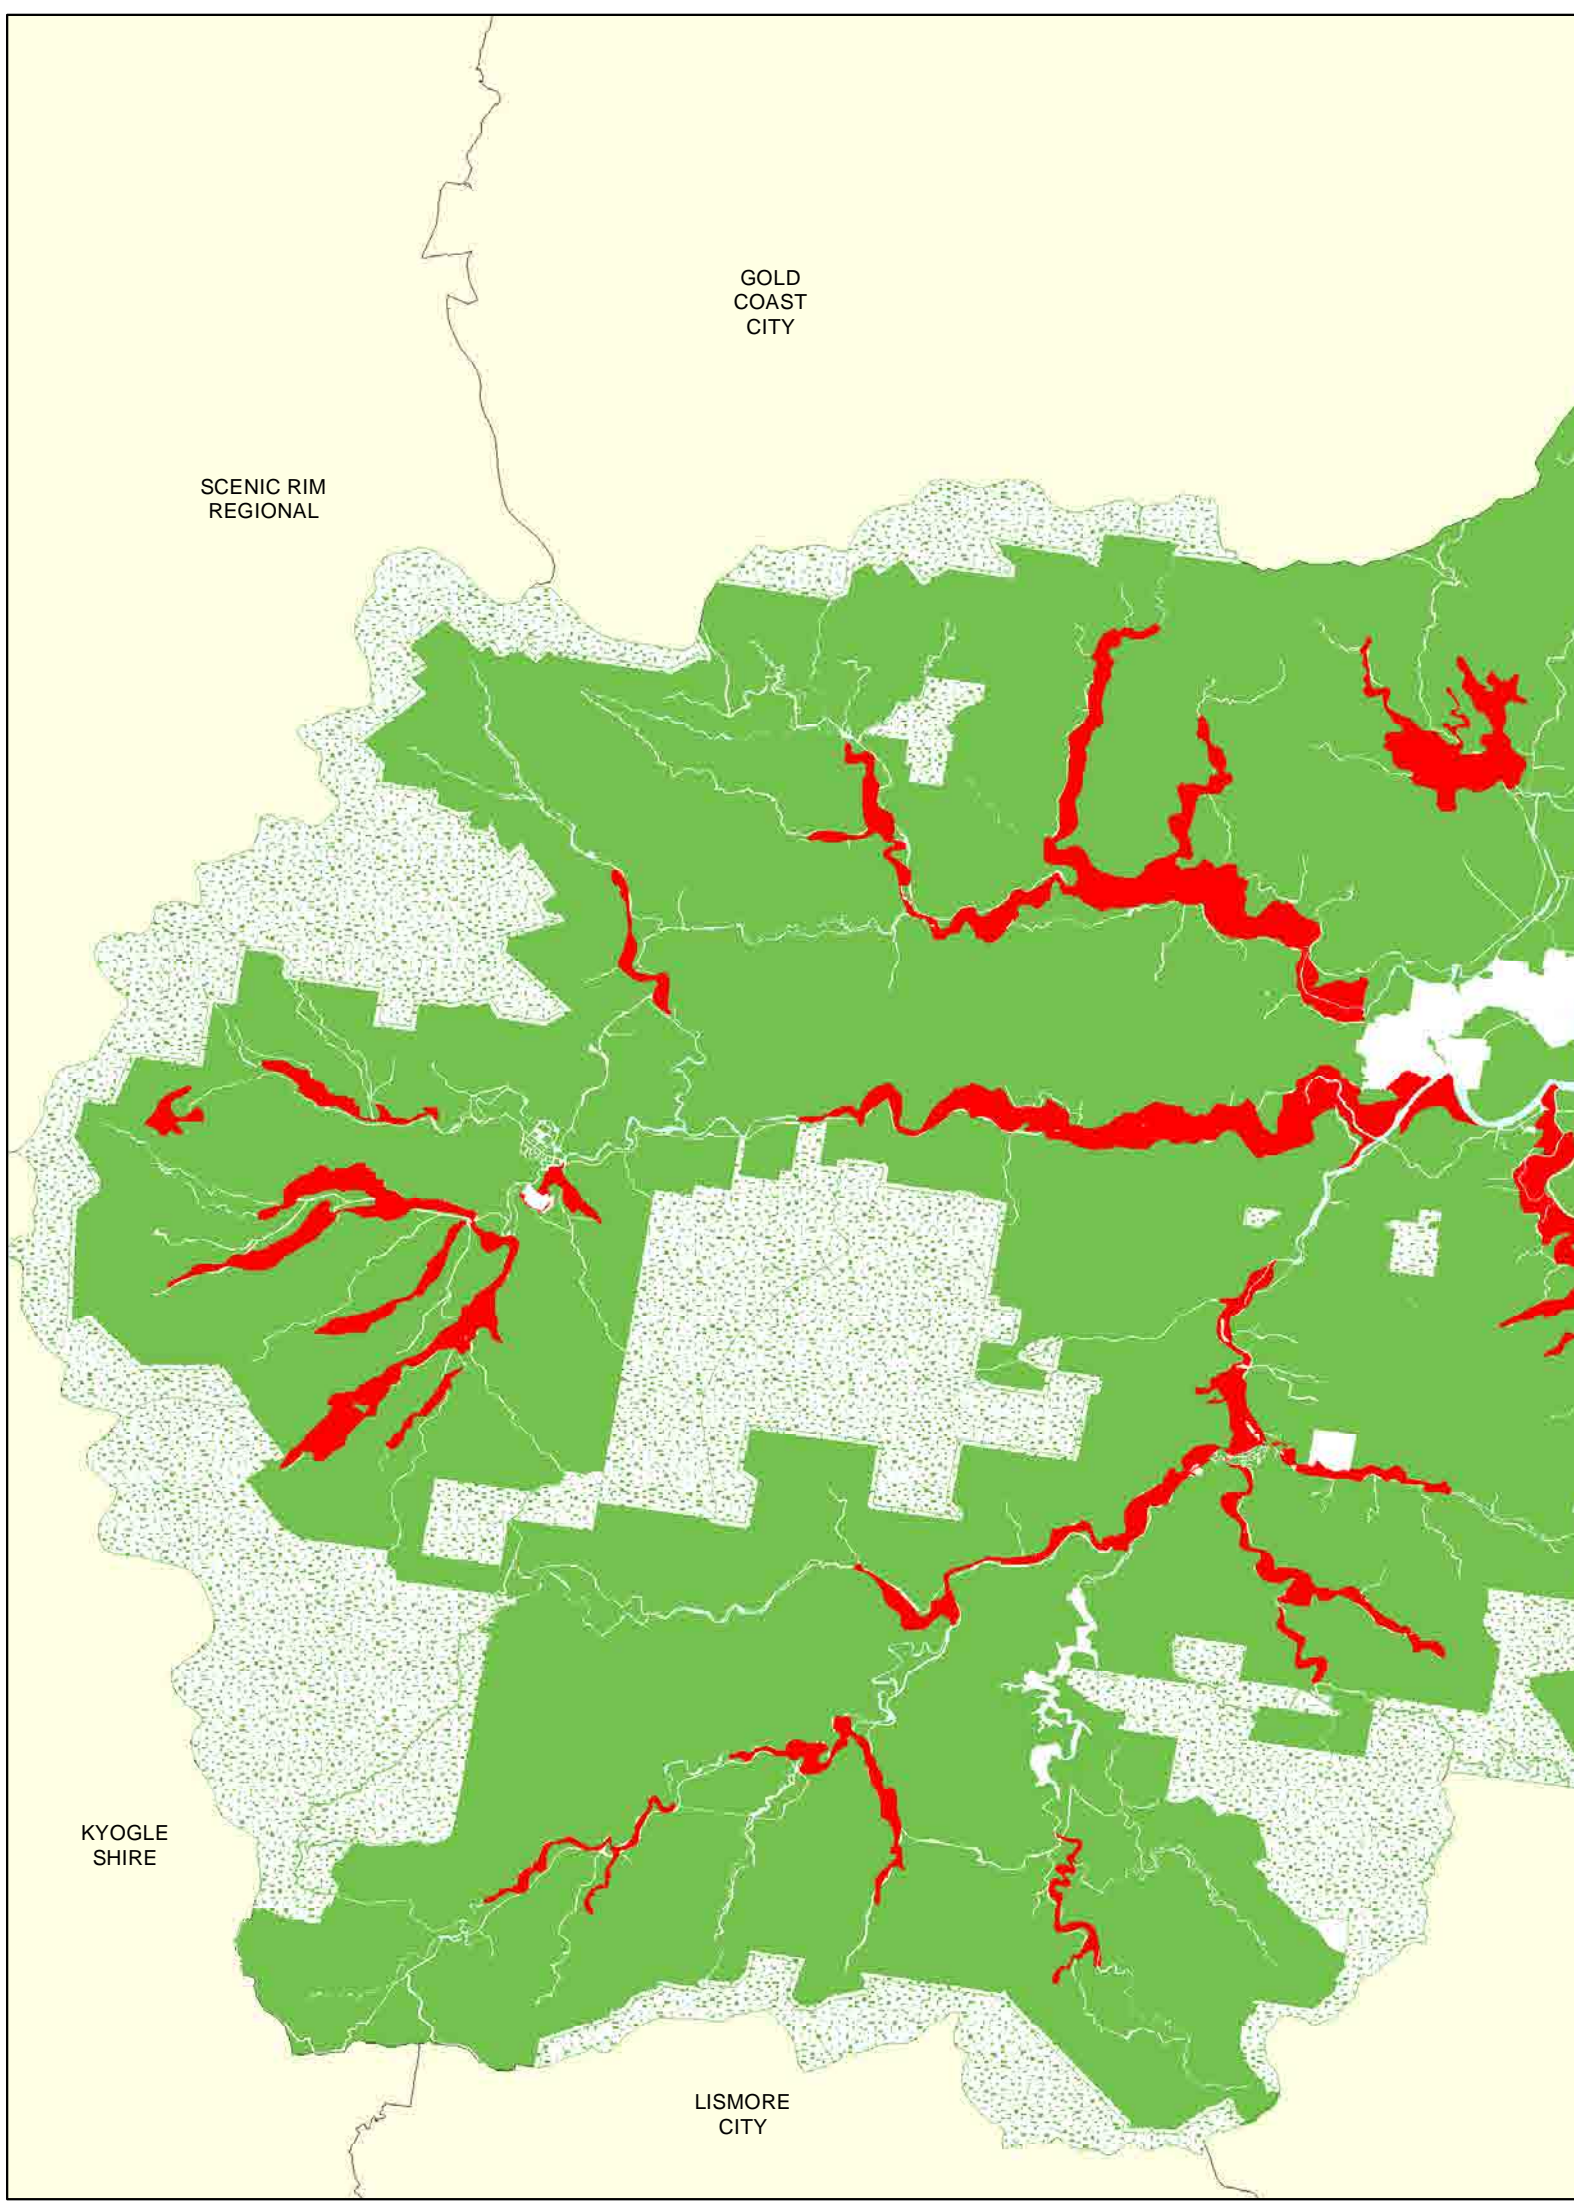 GOLD
COAST
CITY
SCENIC RIM
REGIONAL
KYOGLE
SHIRE
LISMORE
CITY